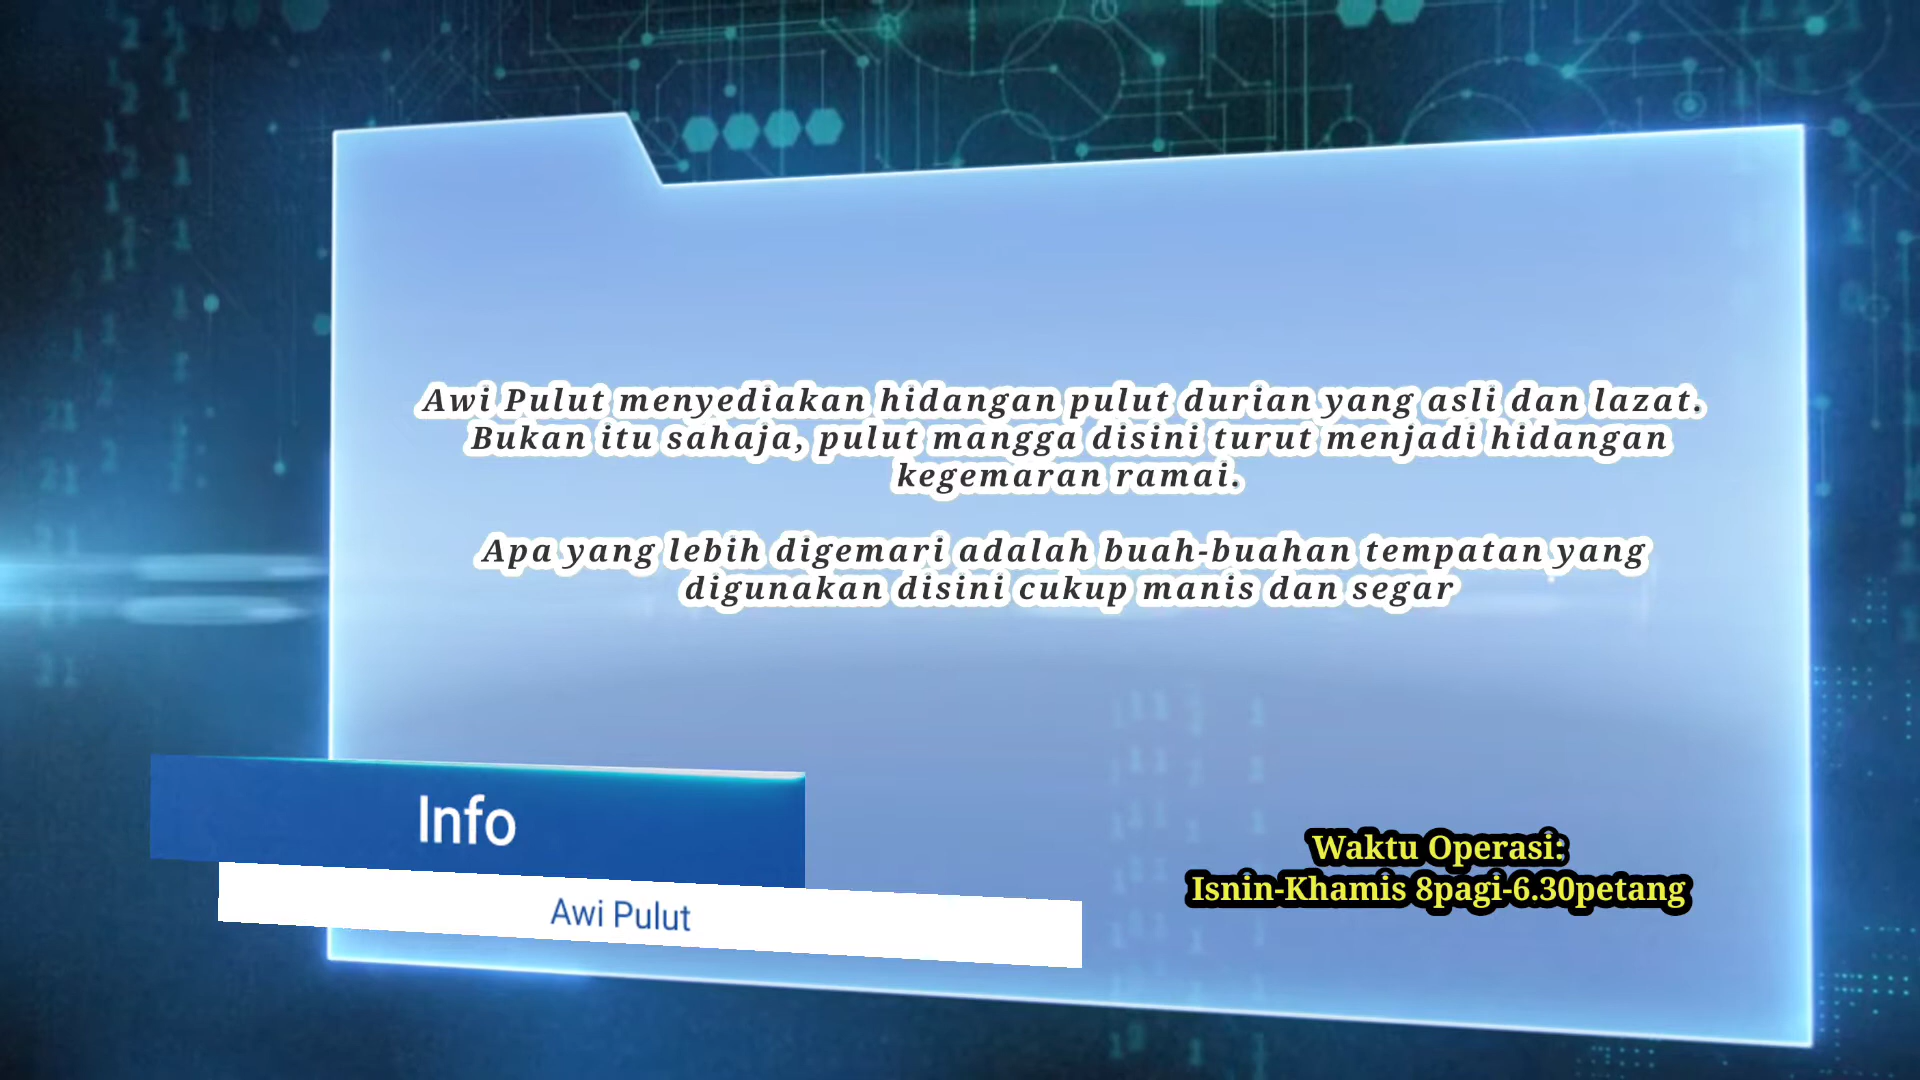 Awi Pulut menyediakan hidangan pulut durian yang asli dan lazat.
Bukan itu sahaja, pulut mangga disini turut menjadi hidangan
kegemaran ramai.
Apa yang lebih digemari adalah buah-buahan tempatan yang
digunakan disini cukup manis dan segar
Info
Awi Pulut
Waktu Operasi:
Isnin-Khamis 8pagi-6.30petang